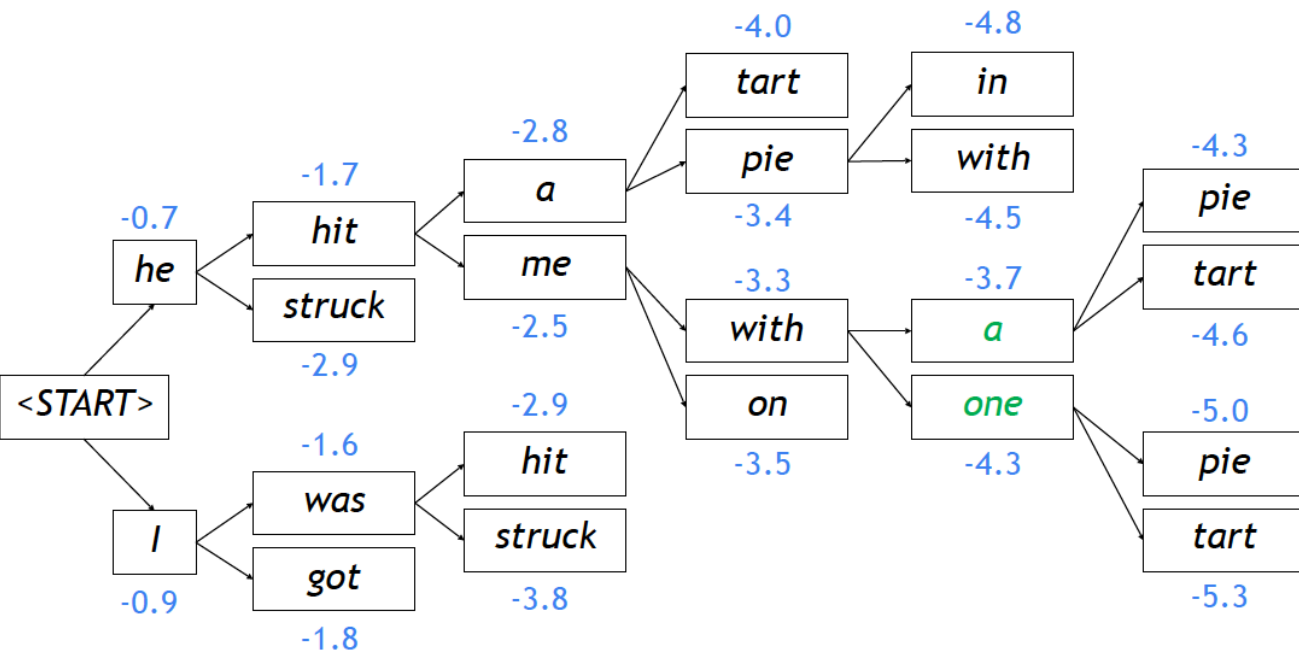 -4.0
-4.8
tart
in
-2.8
-4.3
-1.7
pie
with
a
pie
-0.7
hit
-3.4
-4.5
he
me
-3.3
-3.7
tart
struck
-2.5
with
a
-4.6
-2.9
<START>
-2.9
on
one
-5.0
-1.6
hit
-3.5
-4.3
pie
was
I
struck
tart
got
-0.9
-3.8
-5.3
-1.8